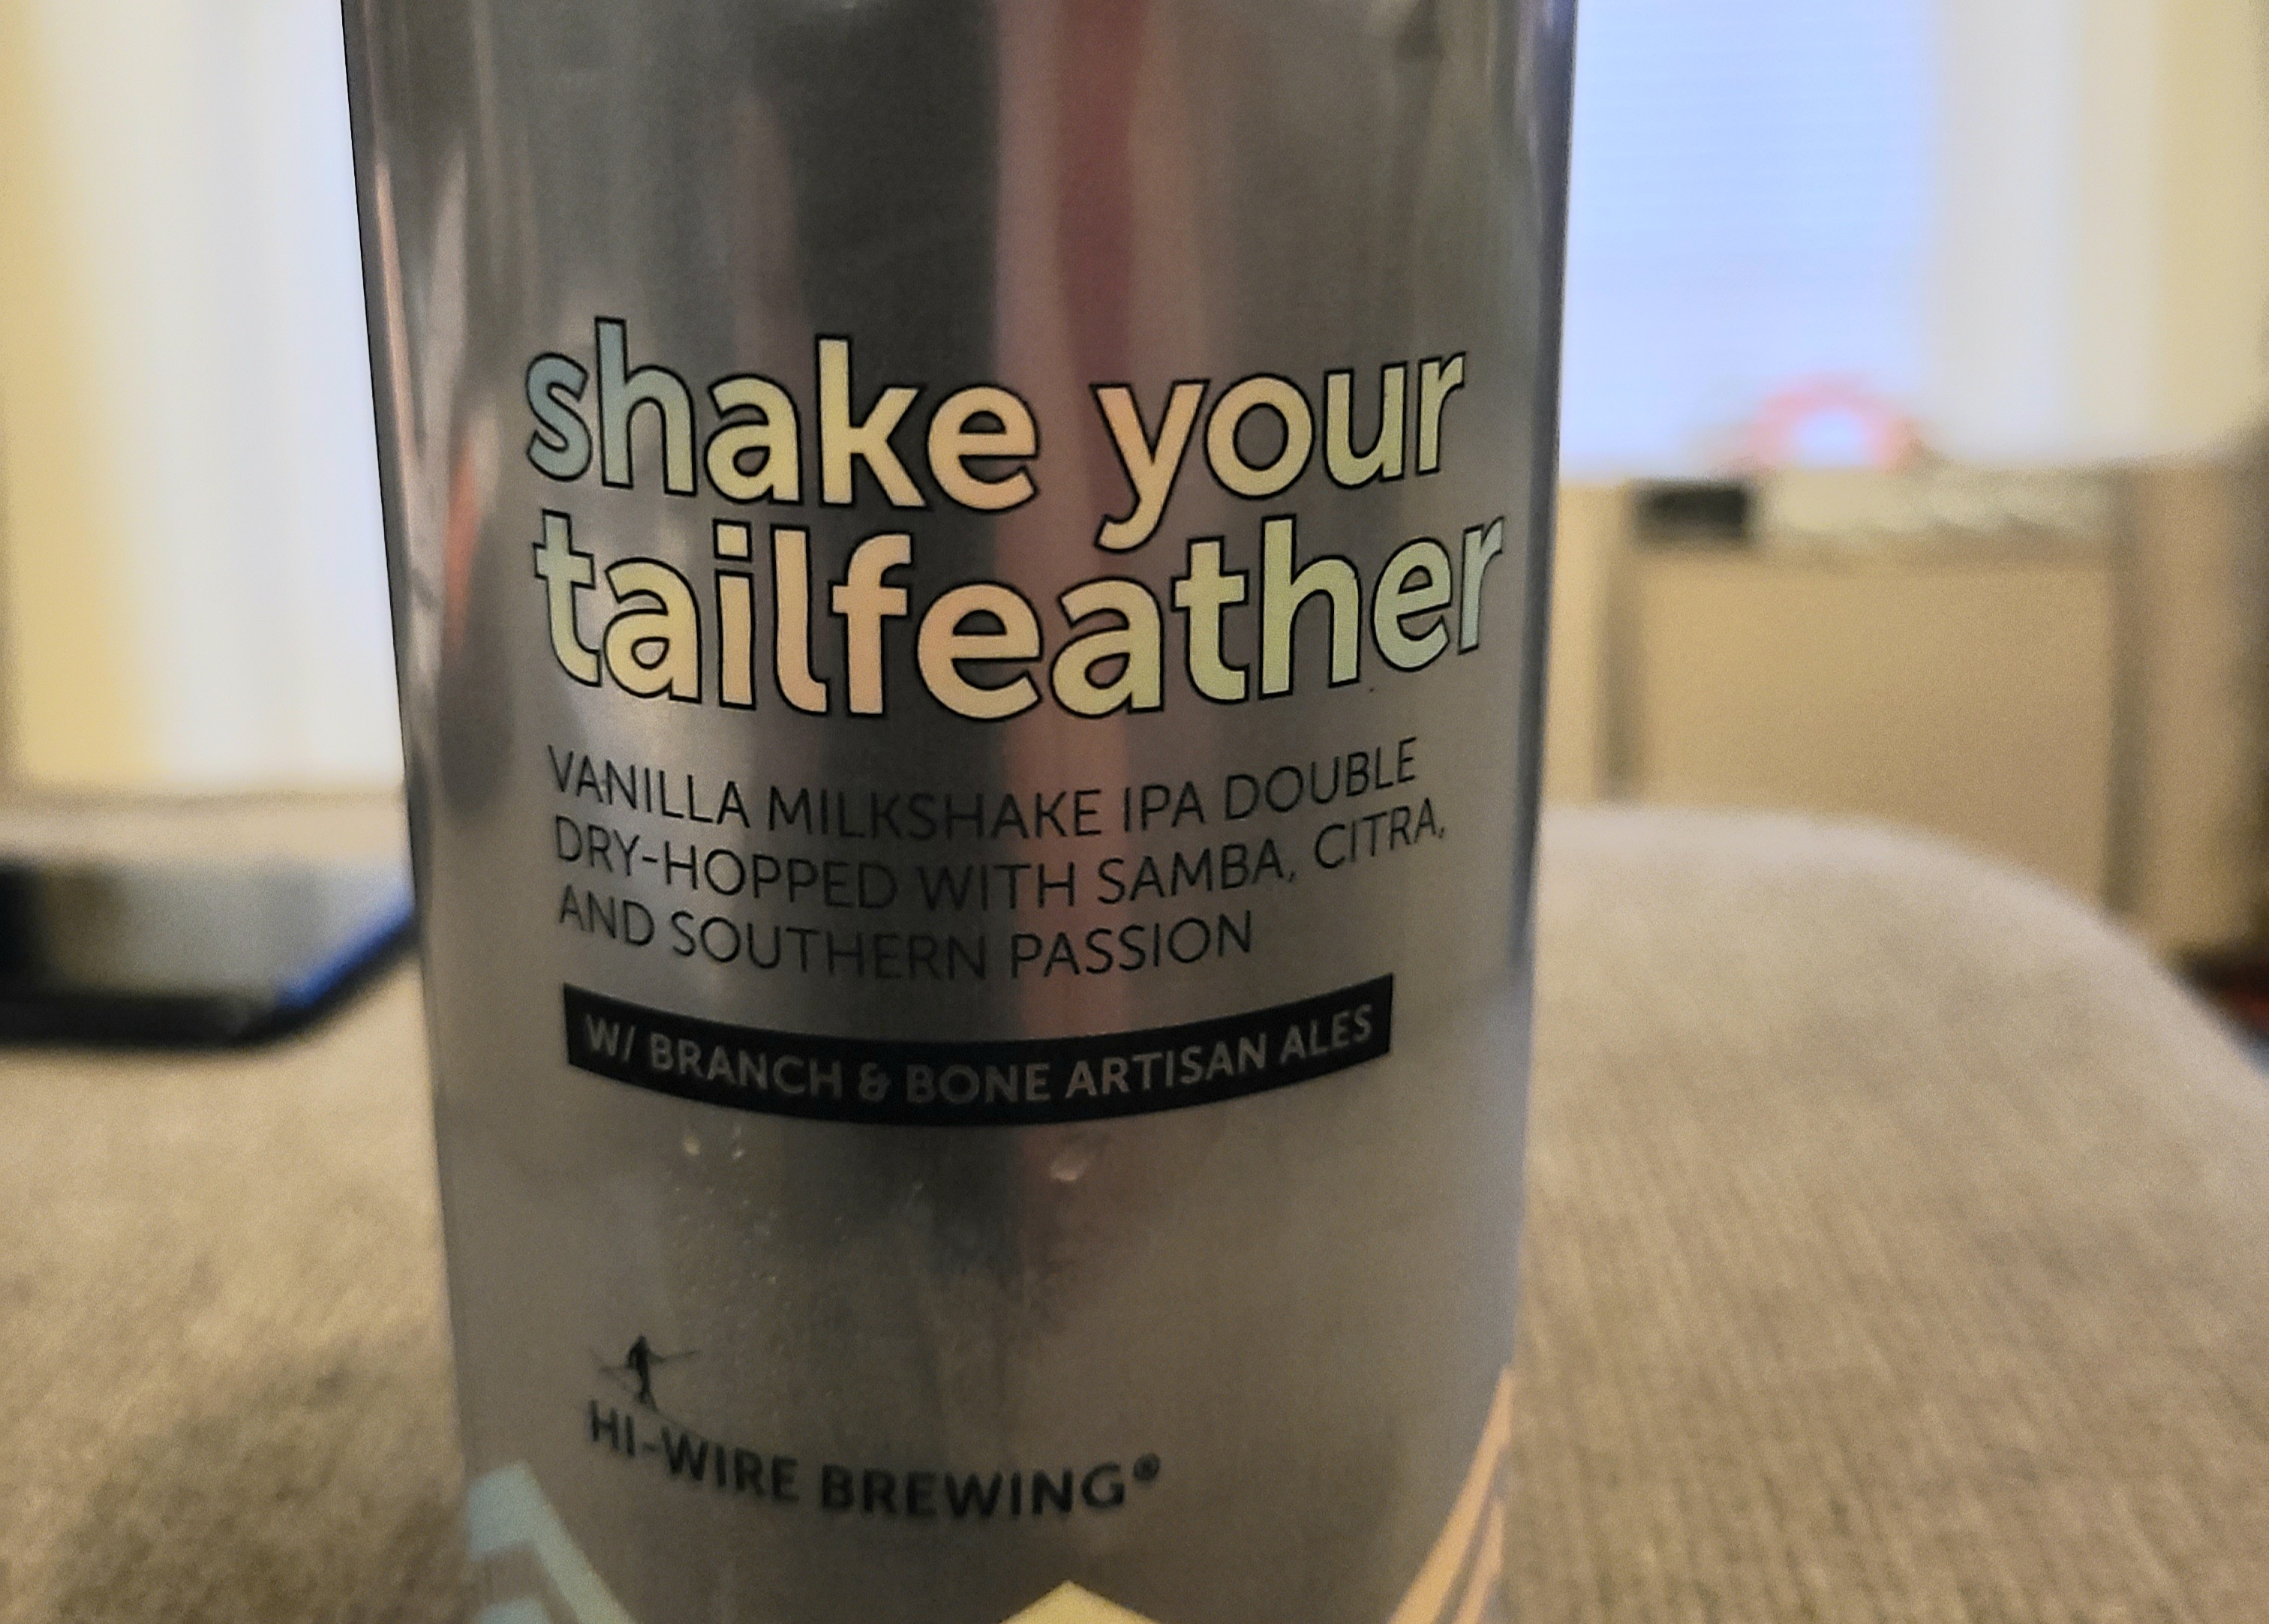 shake your
tailfeather
VANILLA MILKSHAKE IPA DOUBLE
DRY-HOPPED WITH SAMBA, CITRA,
AND SOUTHERN PASSION
W/ BRANCH & BONE ARTISAN ALES
HI-WIRE BREWING®